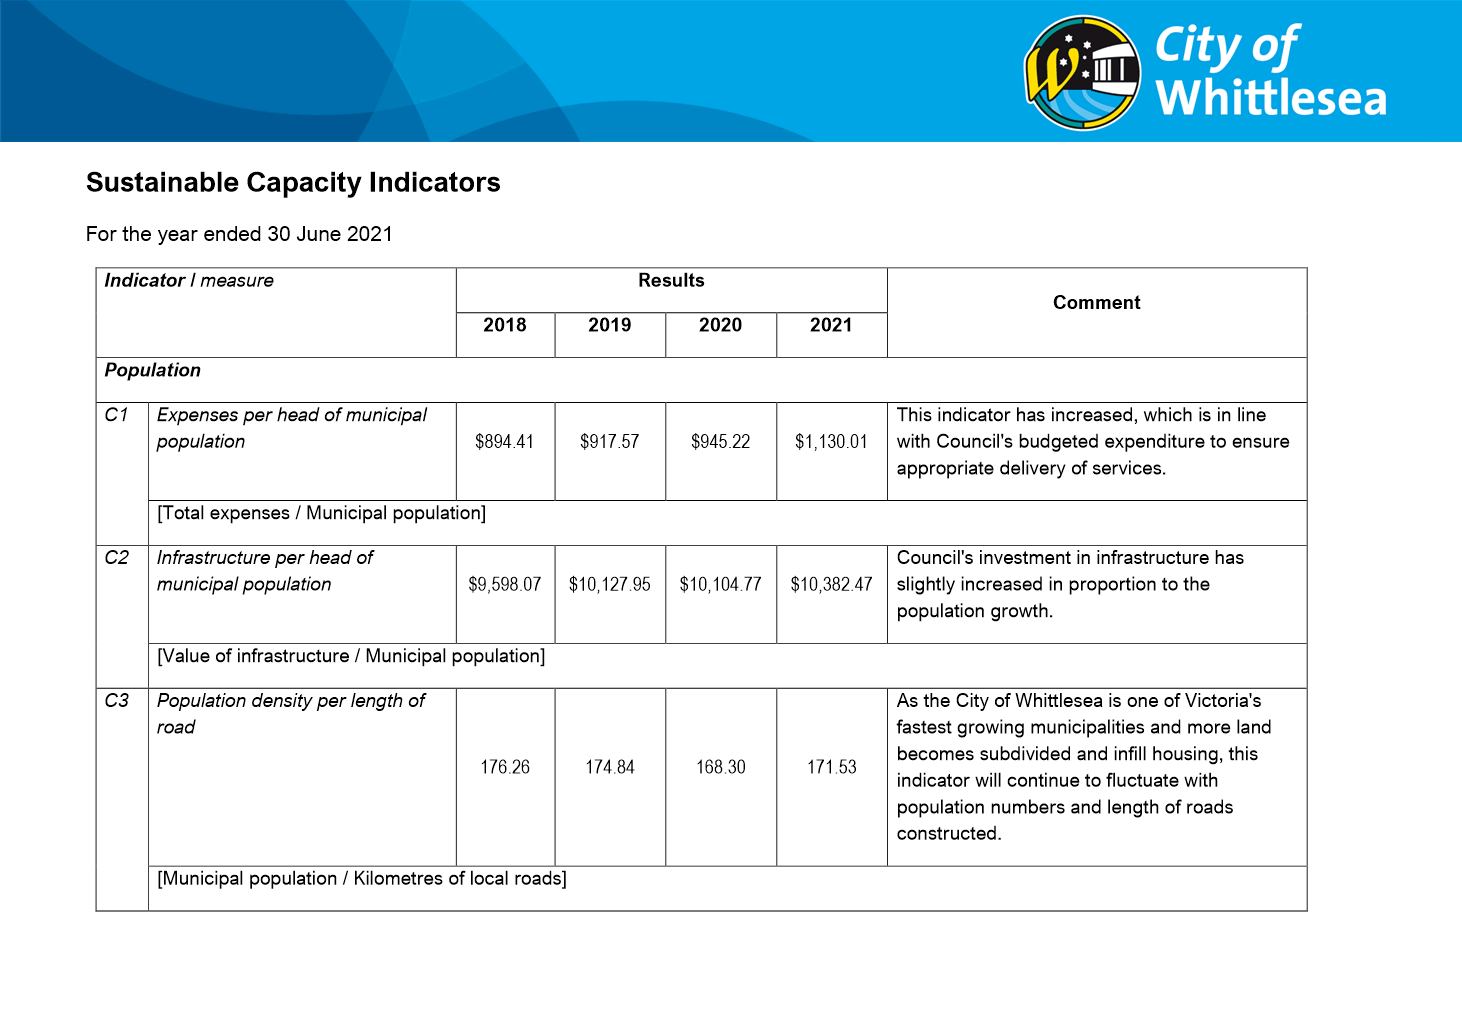 City of
Whittlesea
Sustainable Capacity Indicators
For the year ended 30 June 2021
Indicator / measure
Results
Comment
2018 2019 2020 2021
Population
C1 Expenses per head of municipal
population
$894.41 $917.57 $945.22 $1,130.01
This indicator has increased, which is in line
with Council's budgeted expenditure to ensure
appropriate delivery of services.
[Total expenses / Municipal population]
C2 Infrastructure per head of
municipal population
$9,598.07 $10,127.95 $10,104.77 $10,382.47
Council's investment in infrastructure has
slightly increased in proportion to the
population growth.
[Value of infrastructure / Municipal population]
C3 Population density per length of
road
176.26 174.84 168.30 171.53
As the City of Whittlesea is one of Victoria's
fastest growing municipalities and more land
becomes subdivided and infill housing, this
indicator will continue to fluctuate with
population numbers and length of roads
constructed.
[Municipal population / Kilometres of local roads]